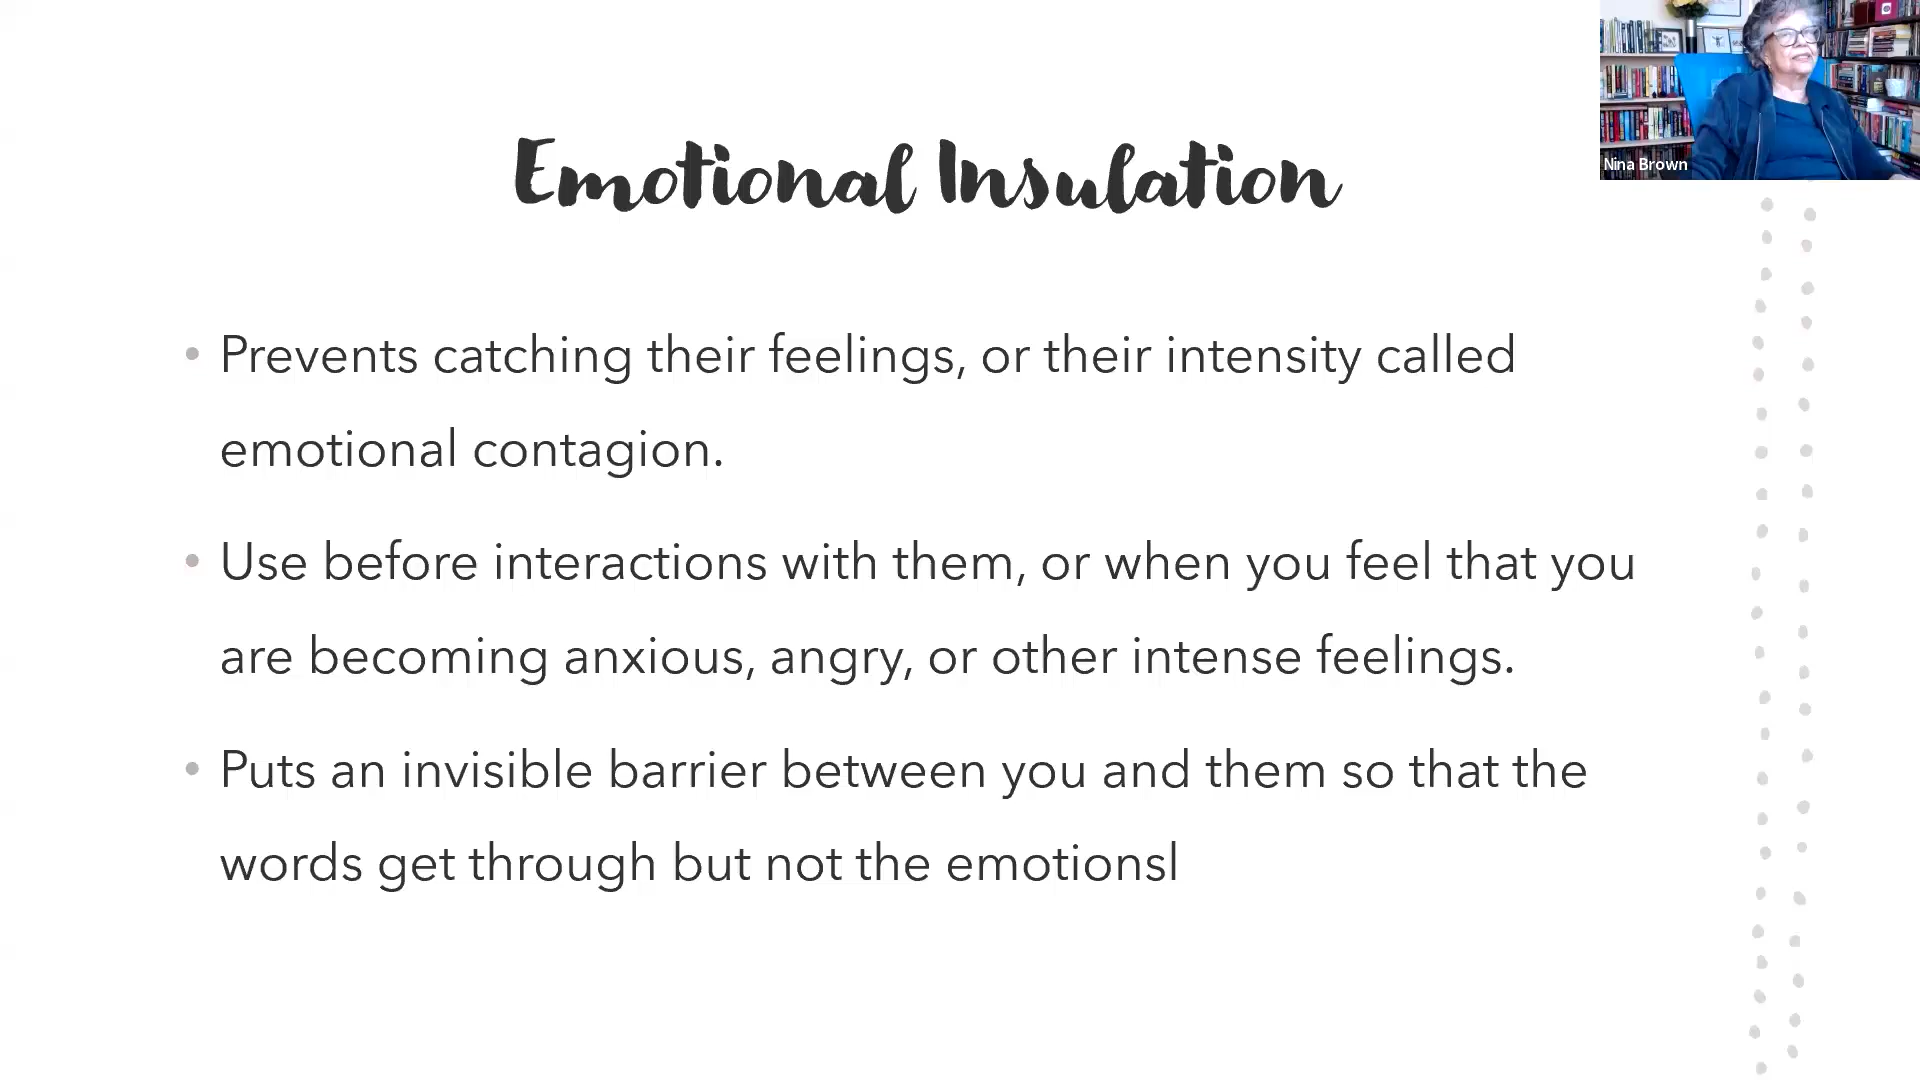 Nina Brown
Emotional Insulation
• Prevents catching their feelings, or their intensity called
emotional contagion.
• Use before interactions with them, or when you feel that you
are becoming anxious, angry, or other intense feelings.
• Puts an invisible barrier between you and them so that the
words get through but not the emotionsl